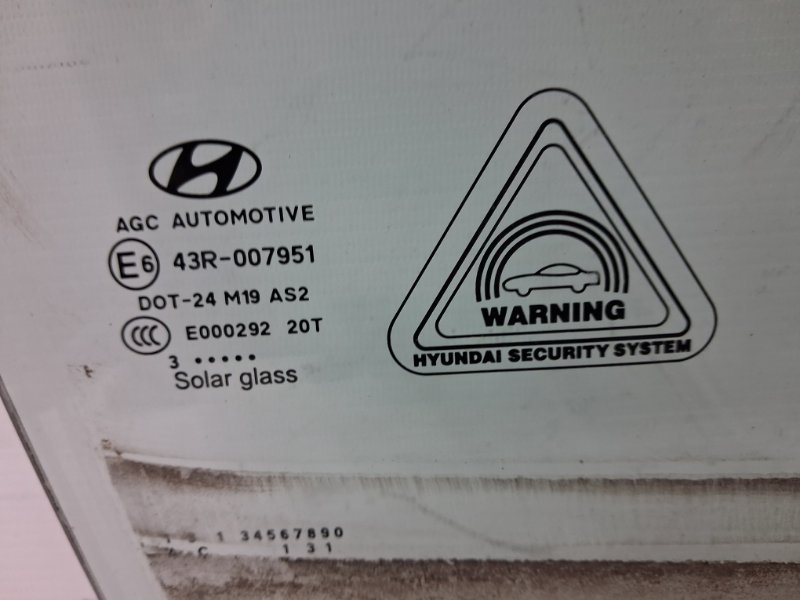 AGC AUTOMOTIVE
E6 43R-007951
DOT-24 M19 AS2
CCC E000292 20T
3 •••••
Solar glass
WARNING
HYUNDAI SECURITY SYSTEM
1 34567890
1 3 1